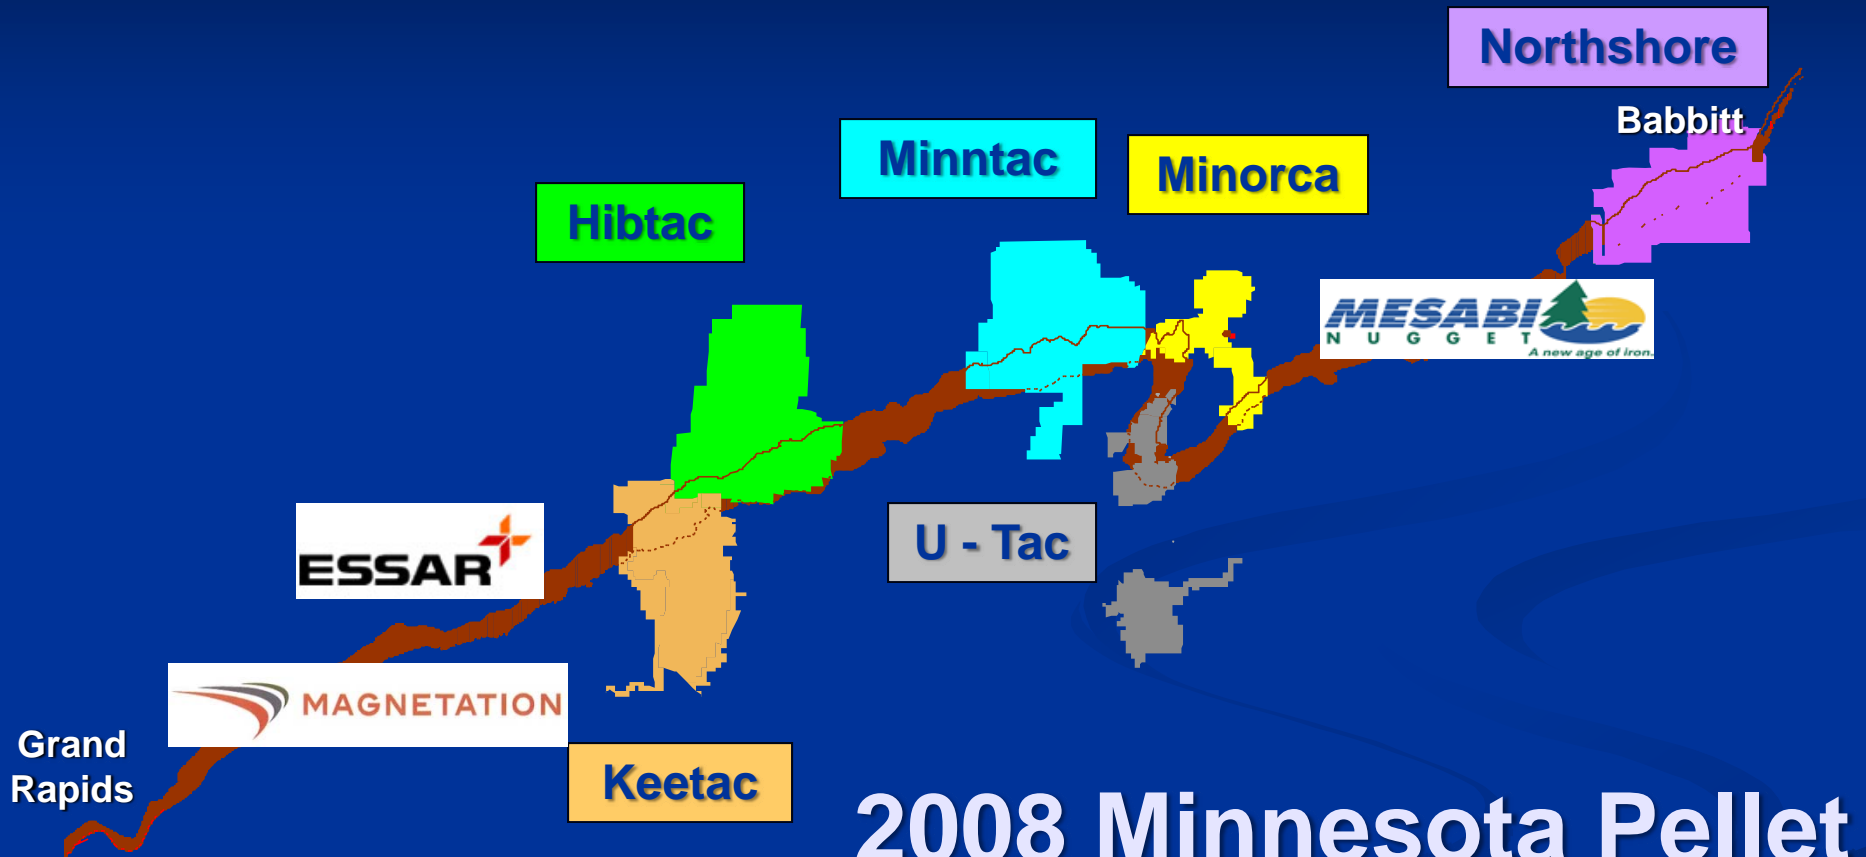 Northshore
Babbitt
Minntac
Minorca
Hibtac
MESABI
NUGGET
A new age of iron.
ESSAR
U - Tac
MAGNETATION
Grand
Rapids
Keetac
2008 Minnesota Pellet